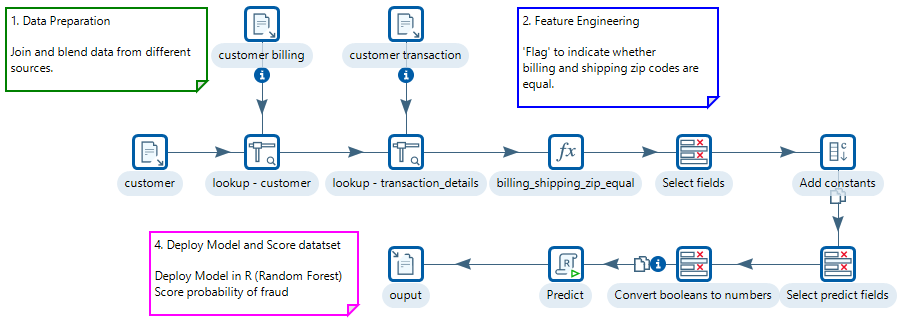 1. Data Preparation
Join and blend data from different
sources.
customer billing
customer transaction
2. Feature Engineering
'Flag' to indicate whether
billing and shipping zip codes are
equal.
customer
lookup - customer
lookup - transaction_details
fx
billing_shipping_zip_equal
Select fields
c
Add constants
4. Deploy Model and Score datatset
Deploy Model in R (Random Forest)
Score probability of fraud
ouput
R
Predict
Convert booleans to numbers
Select predict fields